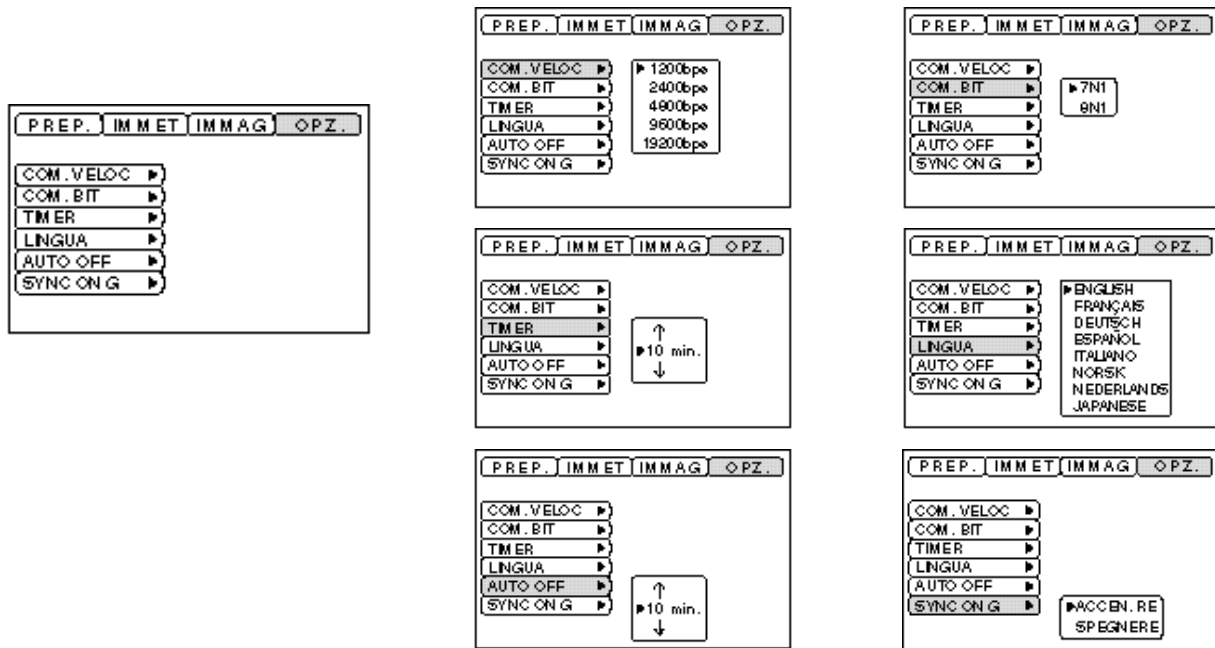 PREP. IMMET IMMAG OPZ.
COM.VELOC
COM.BIT
TIMER
LINGUA
AUTO OFF
SYNC ON G
PREP. IMMET IMMAG OPZ.
COM.VELOC
COM.BIT
TIMER
LINGUA
AUTO OFF
SYNC ON G
1200bps
2400bps
4800bps
9600bps
19200bps
PREP. IMMET IMMAG OPZ.
COM.VELOC
COM.BIT
TIMER
LINGUA
AUTO OFF
SYNC ON G
7N1
8N1
PREP. IMMET IMMAG OPZ.
COM.VELOC
COM.BIT
TIMER
LINGUA
AUTO OFF
SYNC ON G
10 min.
PREP. IMMET IMMAG OPZ.
COM.VELOC
COM.BIT
TIMER
LINGUA
AUTO OFF
SYNC ON G
ENGLISH
FRANÇAIS
DEUTSCH
ESPAÑOL
ITALIANO
NORSK
NEDERLANDS
JAPANESE
PREP. IMMET IMMAG OPZ.
COM.VELOC
COM.BIT
TIMER
LINGUA
AUTO OFF
SYNC ON G
10 min.
PREP. IMMET IMMAG OPZ.
COM.VELOC
COM.BIT
TIMER
LINGUA
AUTO OFF
SYNC ON G
ACCEN.RE
SPEGNERE